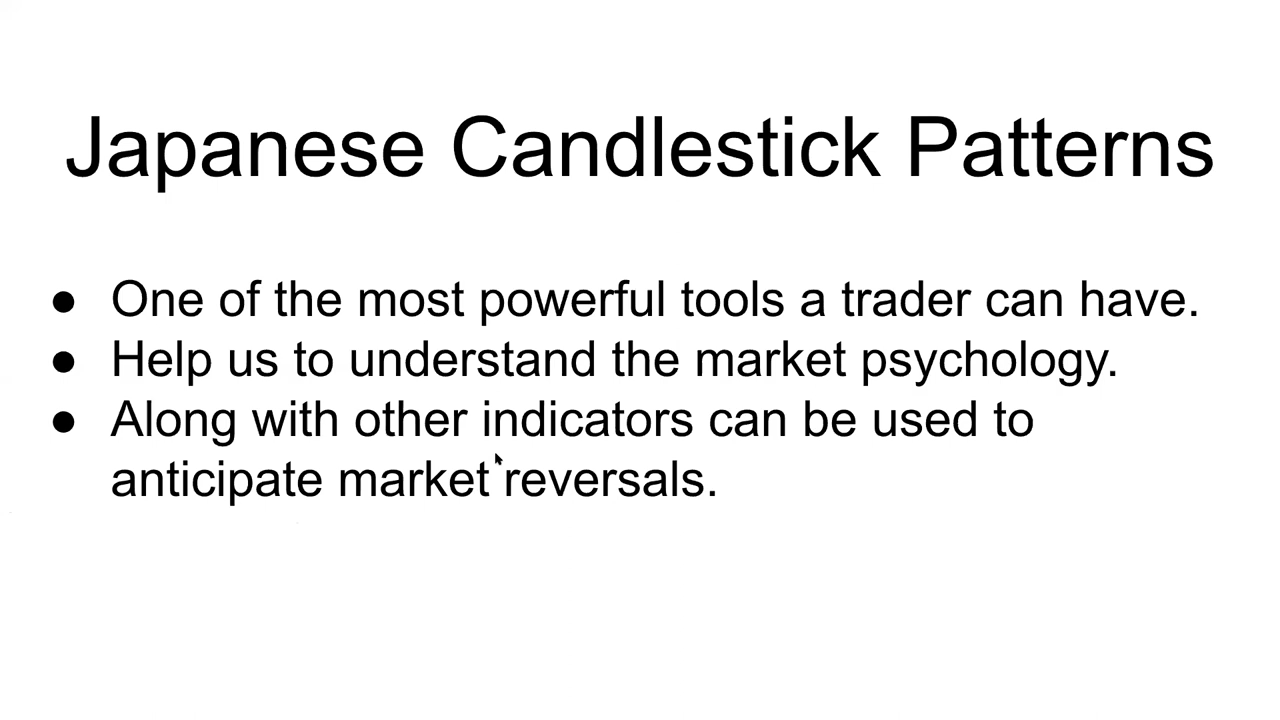 Japanese Candlestick Patterns
● One of the most powerful tools a trader can have.
● Help us to understand the market psychology.
● Along with other indicators can be used to
anticipate market reversals.